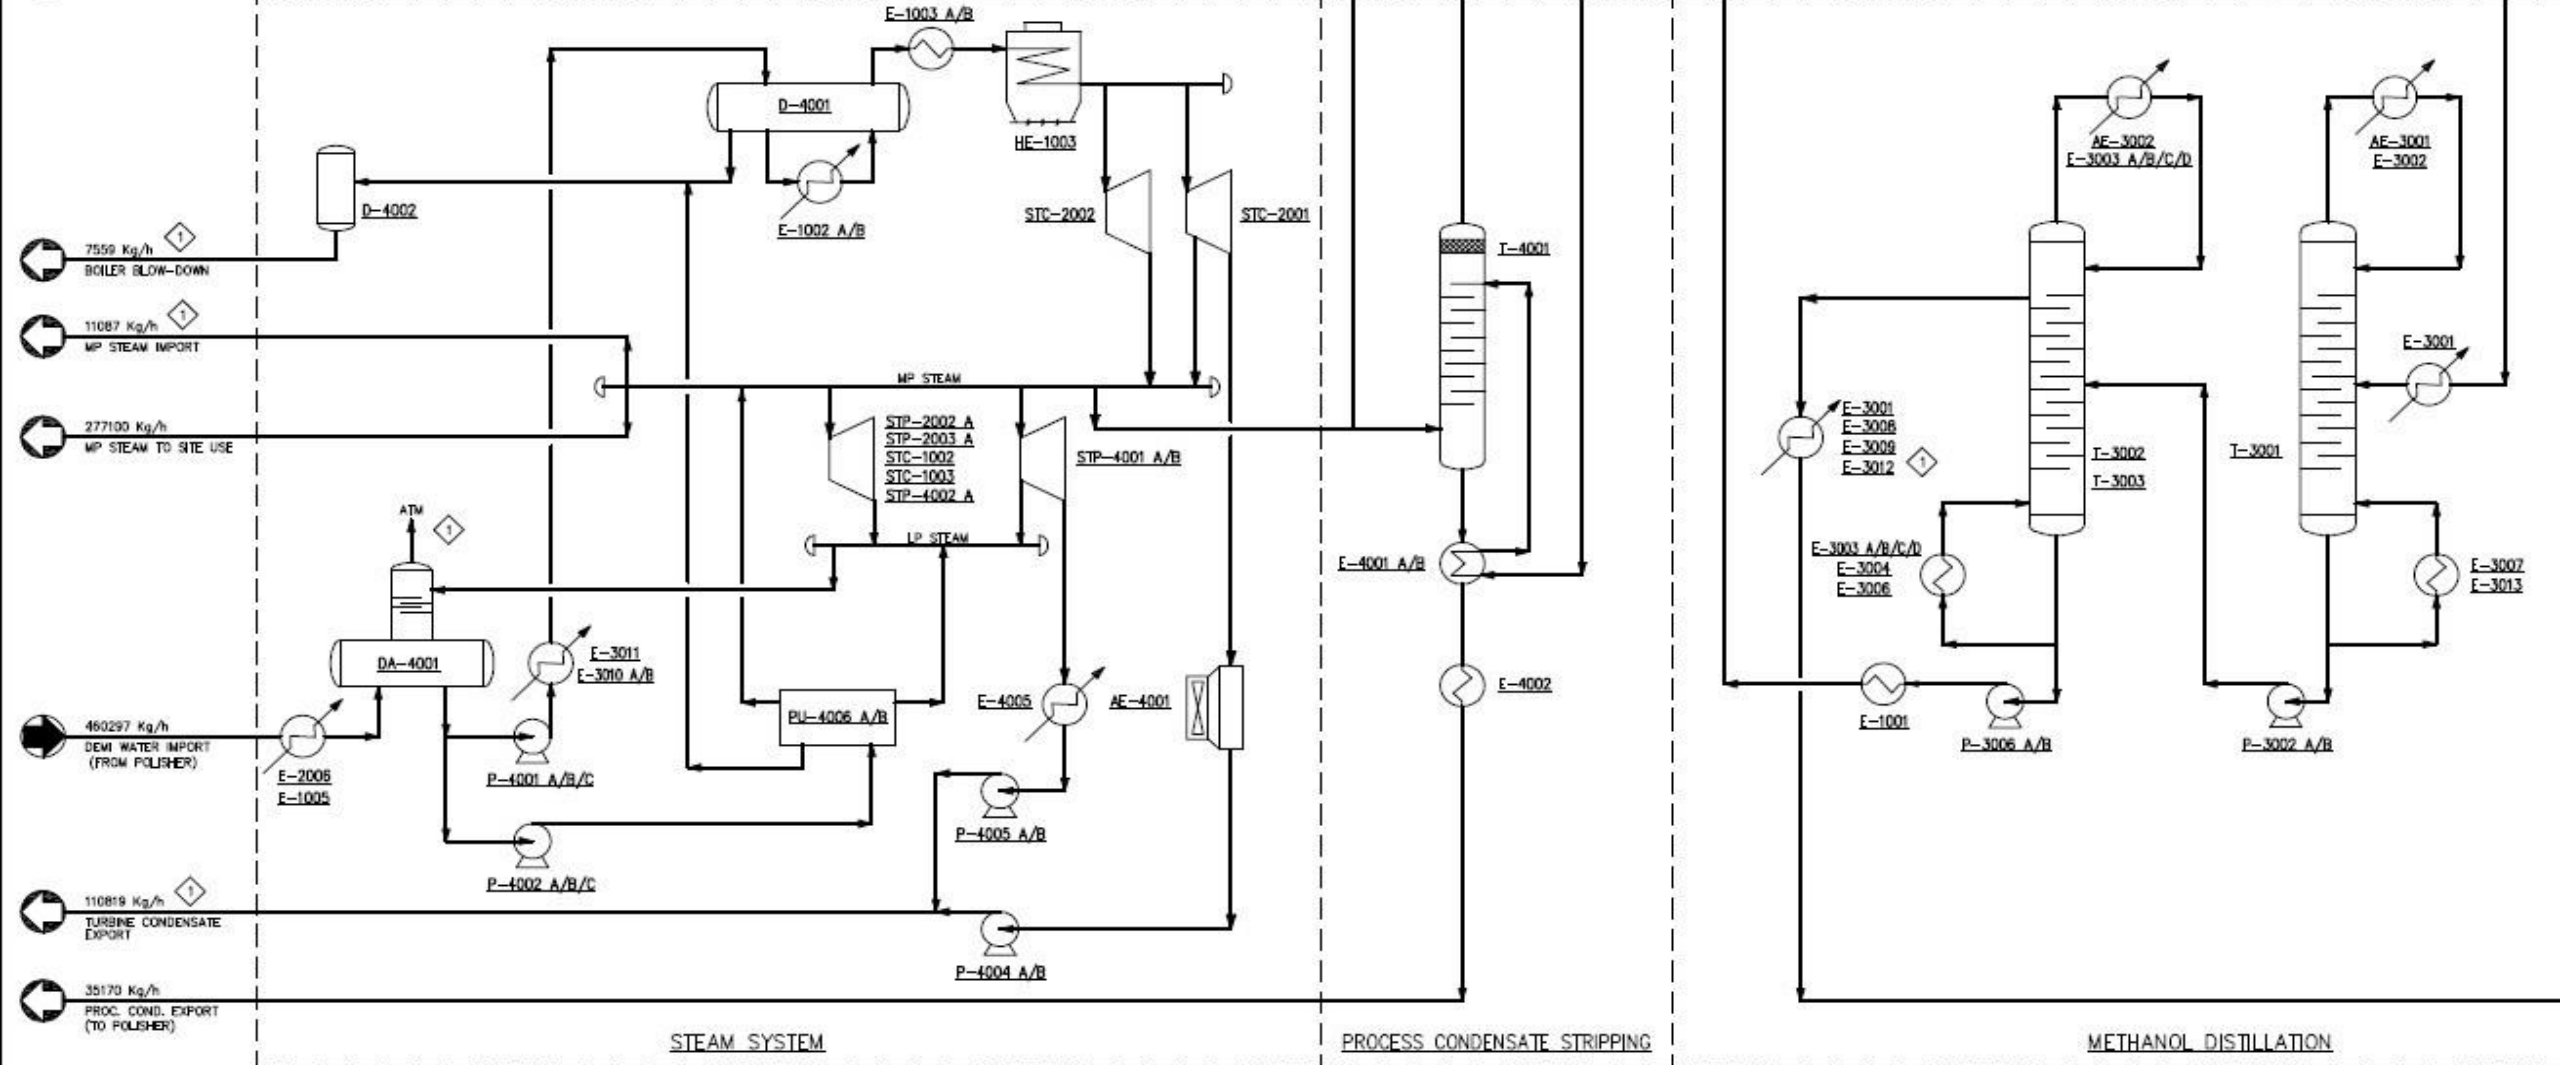 E-1003 A/B
D-4001
HE-1003
AE-3002
E-3003 A/B/C/D
AE-3001
E-3002
D-4002
E-1002 A/B
STC-2002
STC-2001
T-4001
7559 Kg/h
1
BOILER BLOW-DOWN
11087 Kg/h
1
MP STEAM IMPORT
MP STEAM
E-3001
277100 Kg/h
MP STEAM TO SITE USE
STP-2002 A
STP-2003 A
STC-1002
STC-1003
STP-4002 A
STP-4001 A/B
E-3001
E-3008
E-3009
E-3012
1
T-3002
T-3003
T-3001
ATM
1
LP STEAM
E-4001 A/B
E-3003 A/B/C/D
E-3004
E-3006
E-3007
E-3013
DA-4001
E-3011
E-3010 A/B
PU-4006 A/B
E-4005
AE-4001
E-4002
E-1001
P-3006 A/B
P-3002 A/B
460297 Kg/h
DEMI WATER IMPORT
(FROM POLISHER)
E-2006
E-1005
P-4001 A/B/C
P-4005 A/B
P-4002 A/B/C
110819 Kg/h
1
TURBINE CONDENSATE
EXPORT
P-4004 A/B
35170 Kg/h
PROC. COND. EXPORT
(TO POLISHER)
STEAM SYSTEM
PROCESS CONDENSATE STRIPPING
METHANOL DISTILLATION